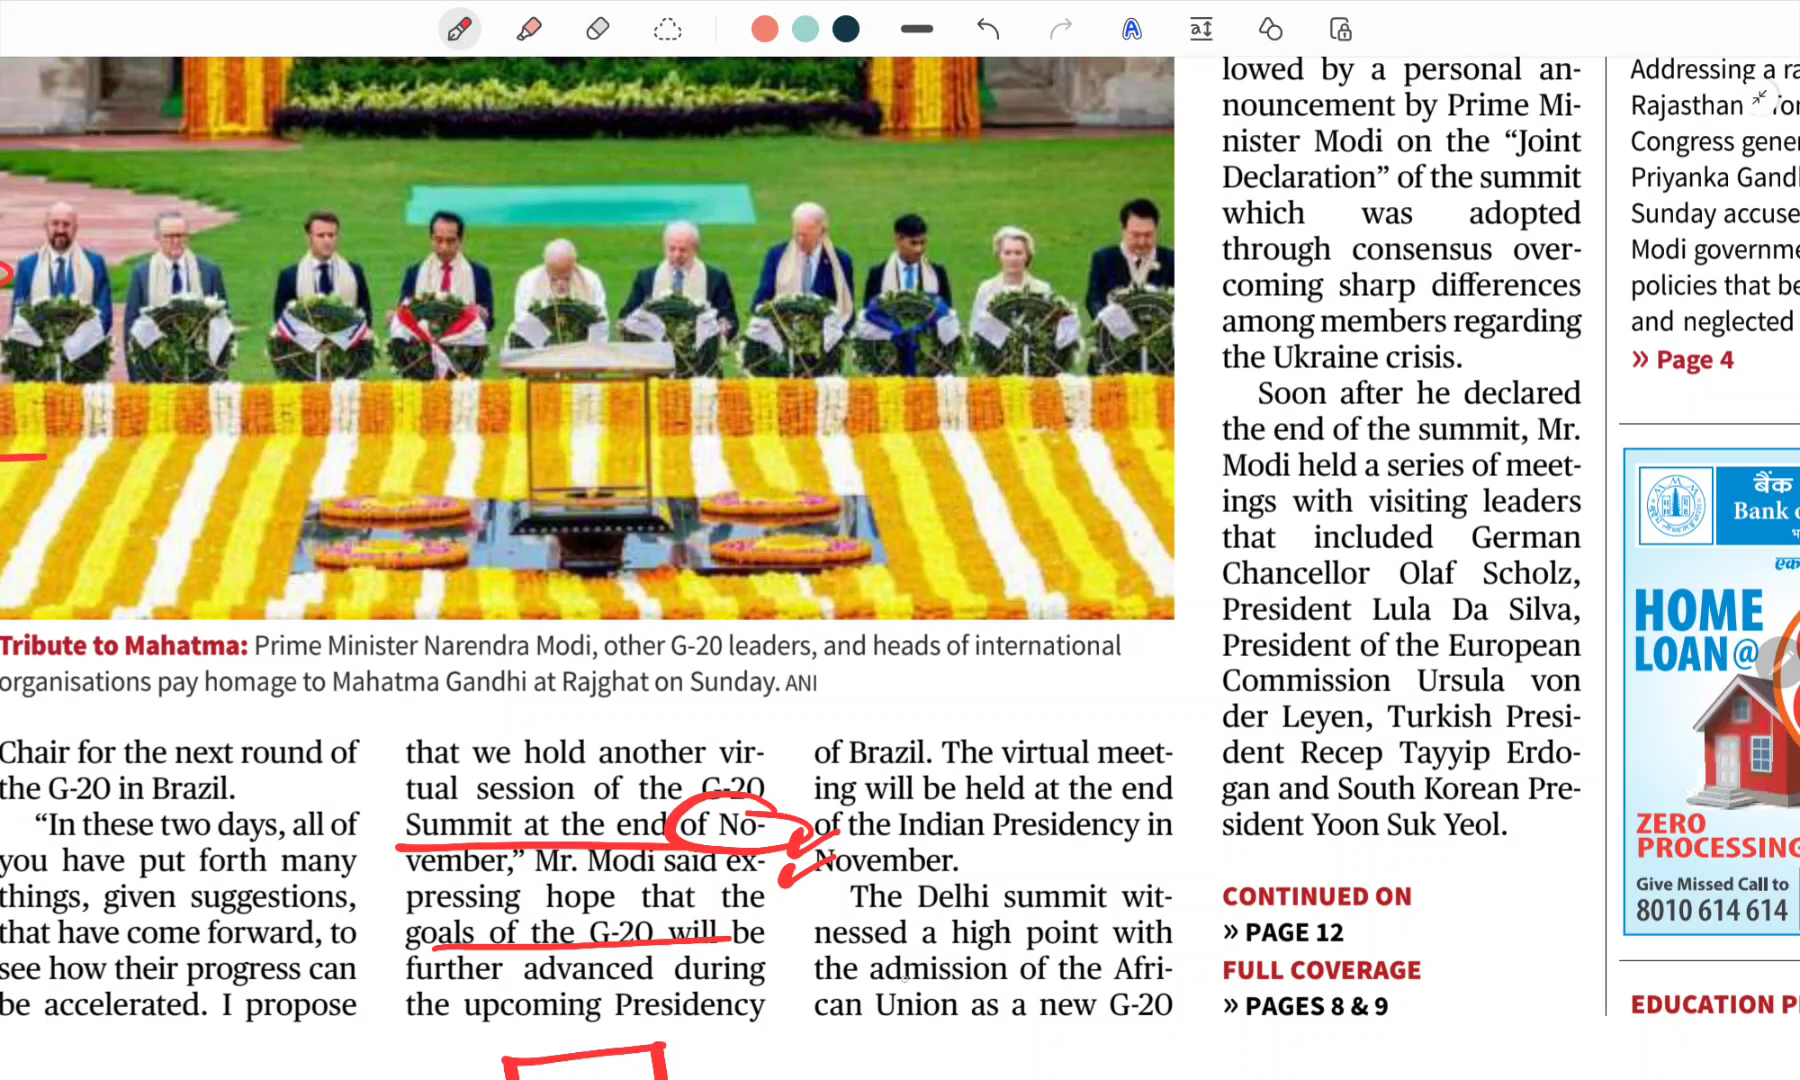 Tribute to Mahatma: Prime Minister Narendra Modi, other G-20 leaders, and heads of international
organisations pay homage to Mahatma Gandhi at Rajghat on Sunday. ANI
Chair for the next round of
the G-20 in Brazil.
“In these two days, all of
you have put forth many
things, given suggestions,
that have come forward, to
see how their progress can
be accelerated. I propose
that we hold another vir-
tual session of the G-20
Summit at the end of No-
vember,” Mr. Modi said ex-
pressing hope that the
goals of the G-20 will be
further advanced during
the upcoming Presidency
of Brazil. The virtual meet-
ing will be held at the end
of the Indian Presidency in
November.
The Delhi summit wit-
nessed a high point with
the admission of the Afri-
can Union as a new G-20
lowed by a personal an-
nouncement by Prime Mi-
nister Modi on the “Joint
Declaration” of the summit
which was adopted
through consensus over-
coming sharp differences
among members regarding
the Ukraine crisis.
Soon after he declared
the end of the summit, Mr.
Modi held a series of meet-
ings with visiting leaders
that included German
Chancellor Olaf Scholz,
President Lula Da Silva,
President of the European
Commission Ursula von
der Leyen, Turkish Presi-
dent Recep Tayyip Erdo-
gan and South Korean Pre-
sident Yoon Suk Yeol.
CONTINUED ON
» PAGE 12
FULL COVERAGE
» PAGES 8 & 9
Addressing a
Rajasthan
Congress
Priyanka
Sunday
Modi
policies that
and neglected
» Page 4
बैंक
Bank
HOME
LOAN @
ZERO
PROCESSING
Give Missed Call to
8010 614 614
EDUCATION